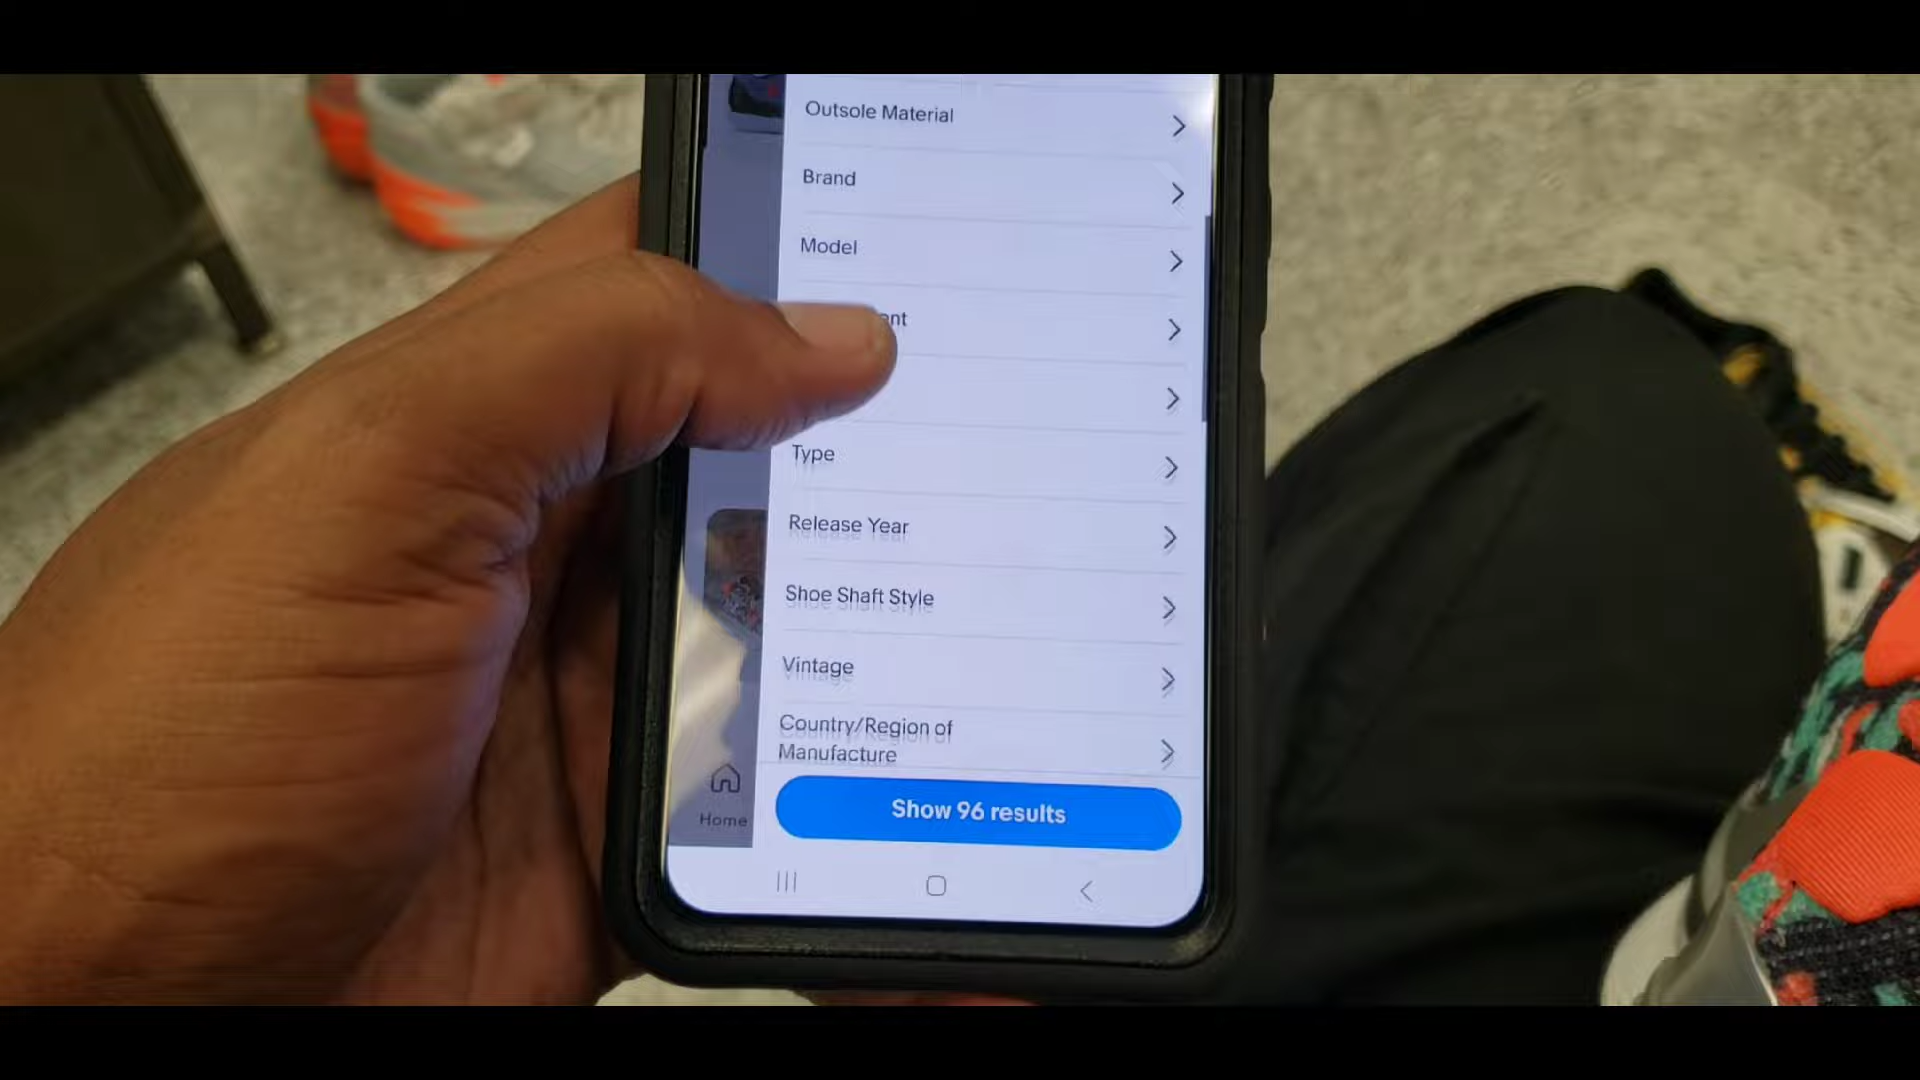 Outsole Material
Brand
Model
Type
Release Year
Shoe Shaft Style
Vintage
Country/Region of
Manufacture
Show 96 results
Home